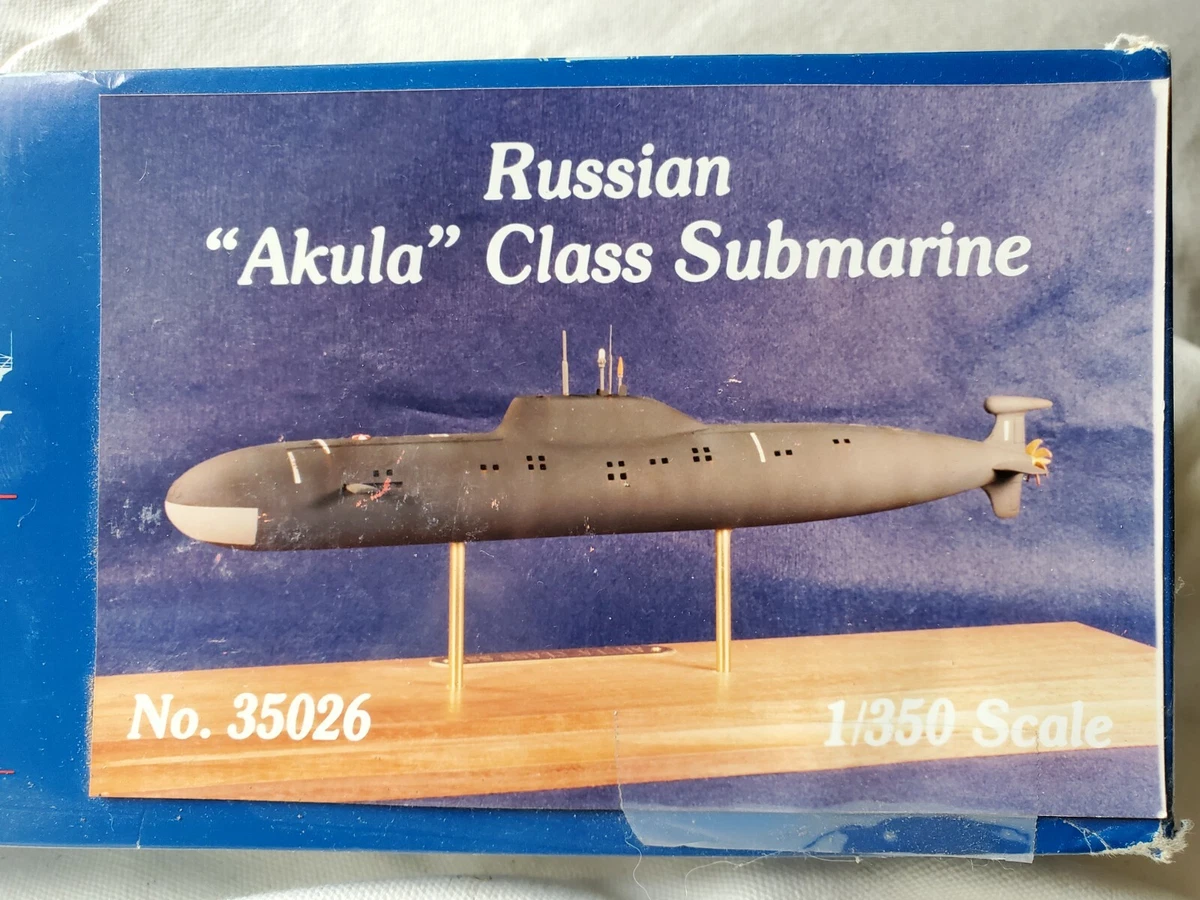 Russian
“Akula” Class Submarine
No. 35026
1/350 Scale